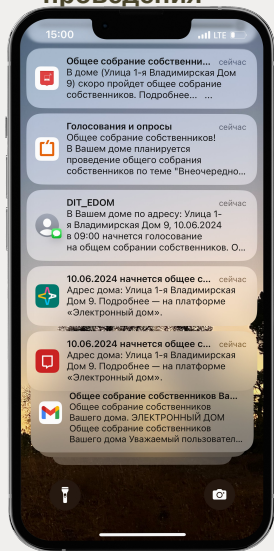 проведения
15:00
LTE
Общее собрание собственни... сейчас
В доме (Улица 1-я Владимирская Дом
9) скоро пройдет общее собрание
собственников. Подробнее... ...
Голосования и опросы сейчас
Общее собрание собственников!
В Вашем доме планируется
проведение общего собрания
собственников по теме "Внеочередно...
DIT_EDOM сейчас
В Вашем доме по адресу: Улица 1-
я Владимирская Дом 9, 10.06.2024
в 09:00 начнется голосование
на общем собрании собственников. О...
10.06.2024 начнется общее с... сейчас
Адрес дома: Улица 1-я Владимирская
Дом 9. Подробнее — на платформе
«Электронный дом».
10.06.2024 начнется общее с... сейчас
Адрес дома: Улица 1-я Владимирская
Дом 9. Подробнее — на платформе
«Электронный дом».
Общее собрание собственников Ва...
Общее собрание собственников
Вашего дома. ЭЛЕКТРОННЫЙ ДОМ
Общее собрание собственников
Вашего дома Уважаемый пользовател...